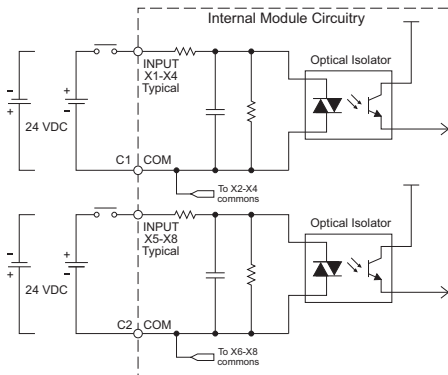 Internal Module Circuitry
Optical Isolator
INPUT
X1-X4
Typical
-
+
+
-
24 VDC
C1
COM
To X2-X4
commons
Optical Isolator
INPUT
X5-X8
Typical
-
+
+
-
24 VDC
C2
COM
To X6-X8
commons